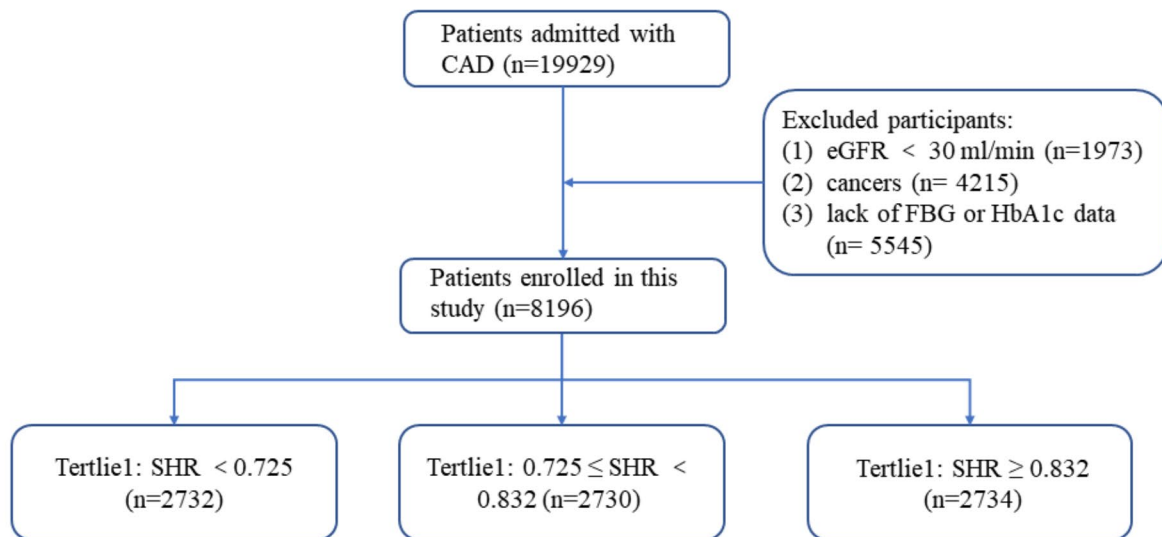 Patients admitted with
CAD (n=19929)
Excluded participants:
(1) eGFR < 30 ml/min (n=1973)
(2) cancers (n= 4215)
(3) lack of FBG or HbA1c data
(n= 5545)
Patients enrolled in this
study (n=8196)
Tertlie1: SHR < 0.725
(n=2732)
Tertlie1: 0.725 ≤ SHR <
0.832 (n=2730)
Tertlie1: SHR ≥ 0.832
(n=2734)